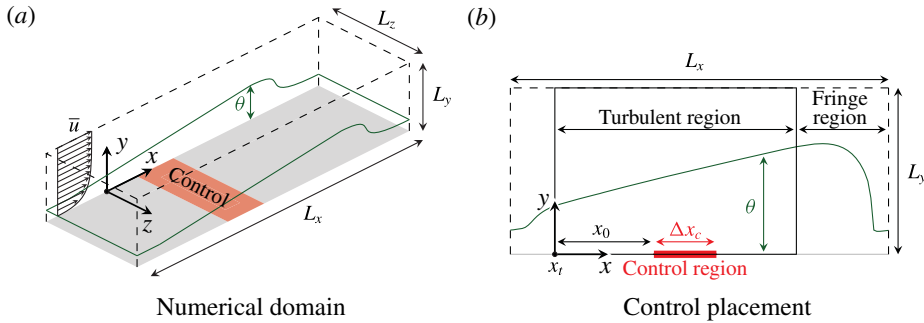 (a)
L_z
L_y
θ
u̅
y
x
Control
z
L_x
Numerical domain
(b)
L_x
Fringe
region
Turbulent region
L_y
y
θ
x_0
Δx_c
x_t
x
Control region
Control placement